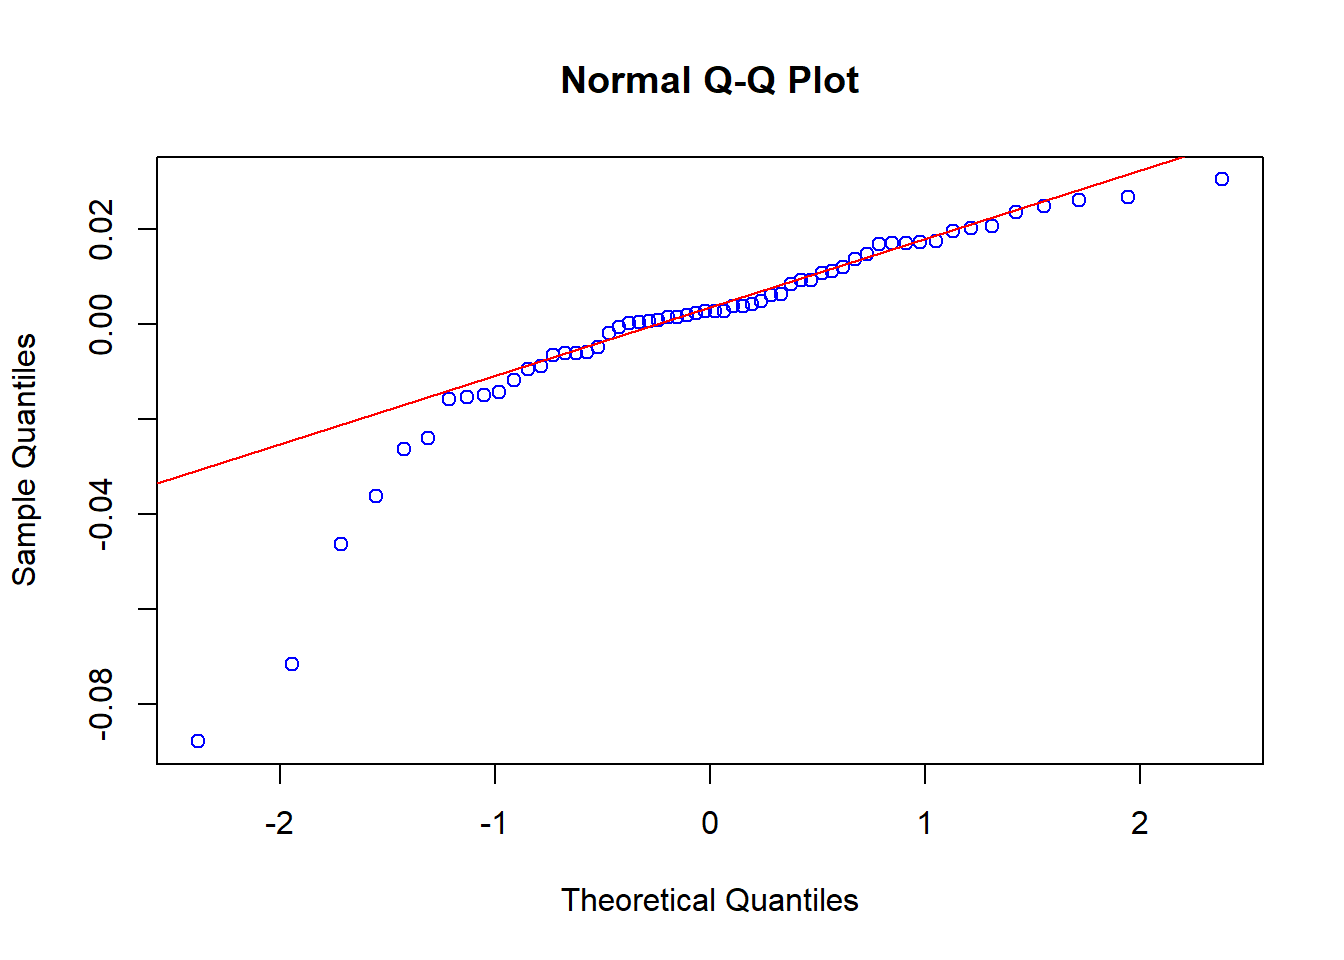 Normal Q-Q Plot
Sample Quantiles
0.02
0.00
-0.04
-0.08
-2 -1 0 1 2
Theoretical Quantiles